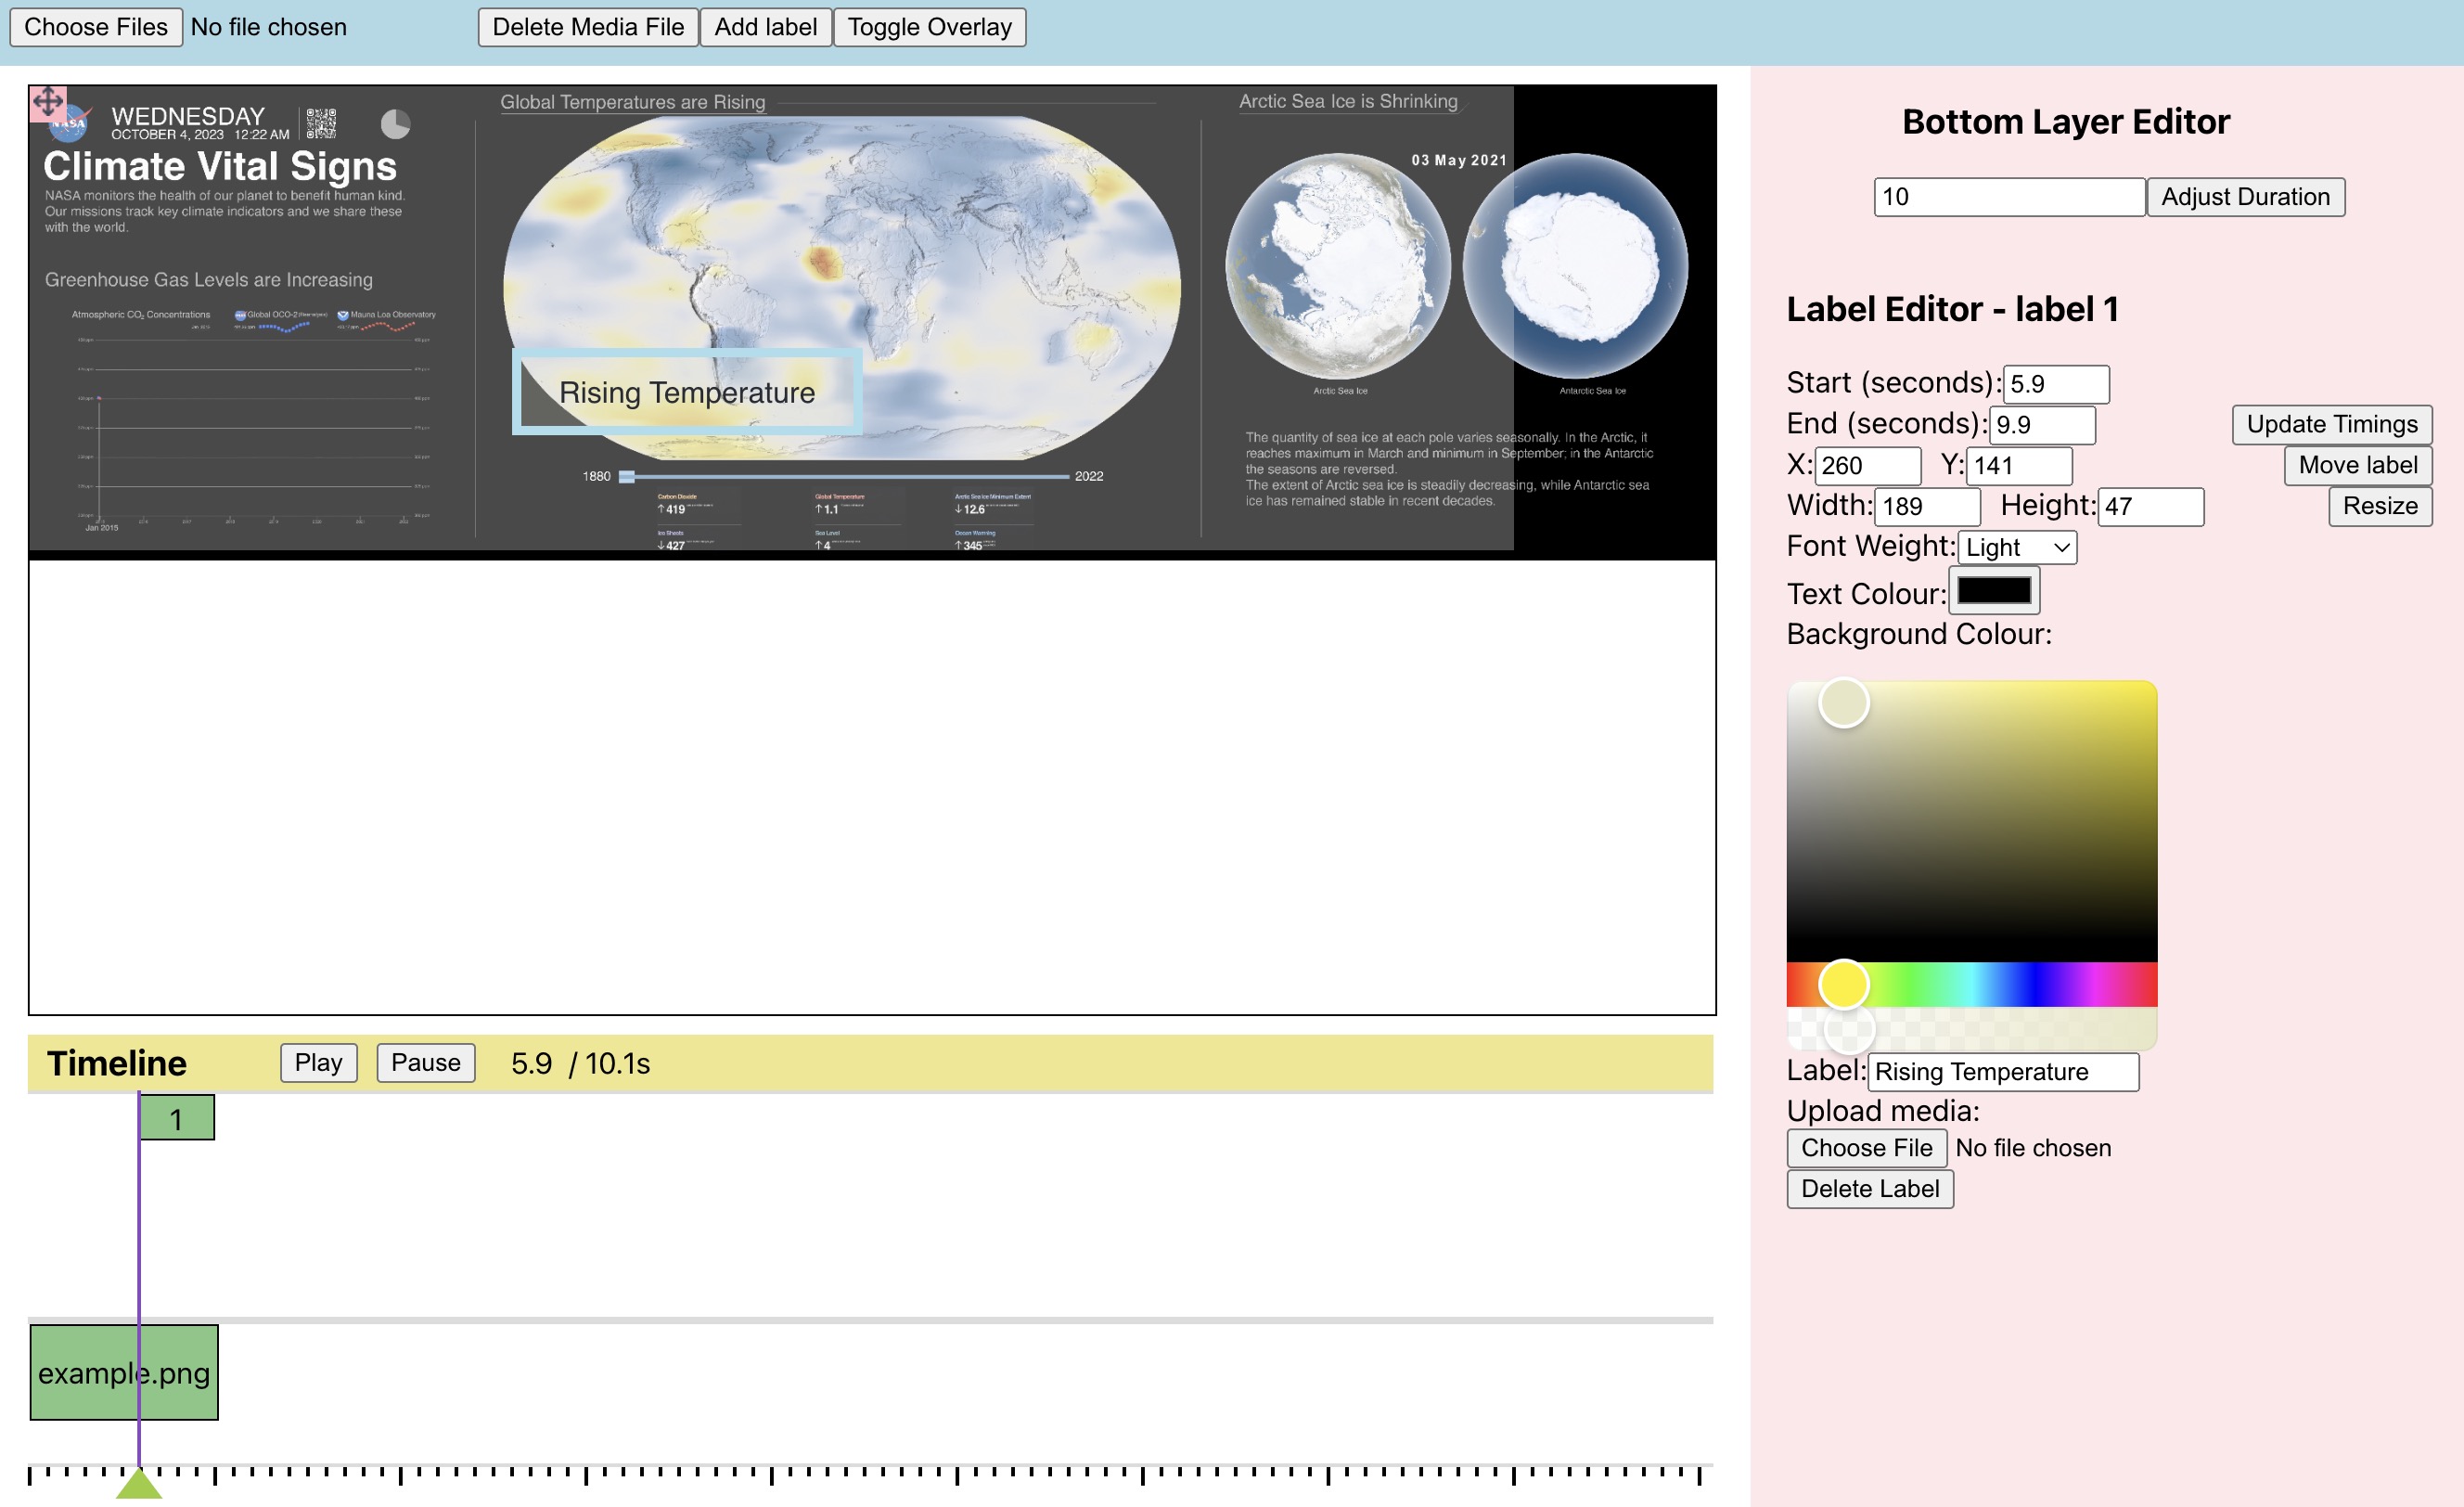 Choose Files No file chosen Delete Media File Add label Toggle Overlay
NASA
WEDNESDAY
OCTOBER 4, 2023 12:22 AM
Climate Vital Signs
NASA monitors the health of our planet to benefit human kind.
Our missions track key climate indicators and we share these
with the world.
Greenhouse Gas Levels are Increasing
Atmospheric CO₂ Concentrations
Global OCO-2
Mauna Loa Observatory
Jan 2015
Global Temperatures are Rising
Rising Temperature
1880 2022
Carbon Dioxide
↑419
Global Temperature
↑1.1
Arctic Sea Ice Minimum Extent
↓12.6
Ice Sheets
↓427
Sea Level
↑4
Ocean Warming
↑345
Arctic Sea Ice is Shrinking
03 May 2021
Arctic Sea Ice
Antarctic Sea Ice
The quantity of sea ice at each pole varies seasonally. In the Arctic, it
reaches maximum in March and minimum in September; in the Antarctic
the seasons are reversed.
The extent of Arctic sea ice is steadily decreasing, while Antarctic sea
ice has remained stable in recent decades.
Bottom Layer Editor
10 Adjust Duration
Label Editor - label 1
Start (seconds): 5.9
End (seconds): 9.9 Update Timings
X: 260 Y: 141 Move label
Width: 189 Height: 47 Resize
Font Weight: Light
Text Colour:
Background Colour:
Label: Rising Temperature
Upload media:
Choose File No file chosen
Delete Label
Timeline Play Pause 5.9 / 10.1s
1
example.png